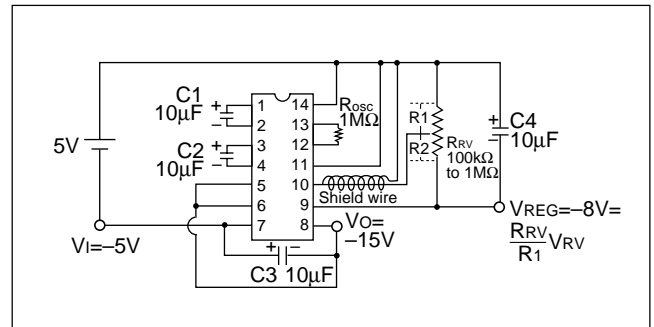 5V
VI=–5V
C1
+
10µF
–
C2
+
10µF
–
1
2
3
4
5
6
7
14
13
12
11
10
9
8
Rosc
1MΩ
Shield wire
R1
R2
RRV
100kΩ
to 1MΩ
+
–
C4
10µF
VO=
–15V
+ –
C3 10µF
VREG=–8V=
RRV
R1
VRV